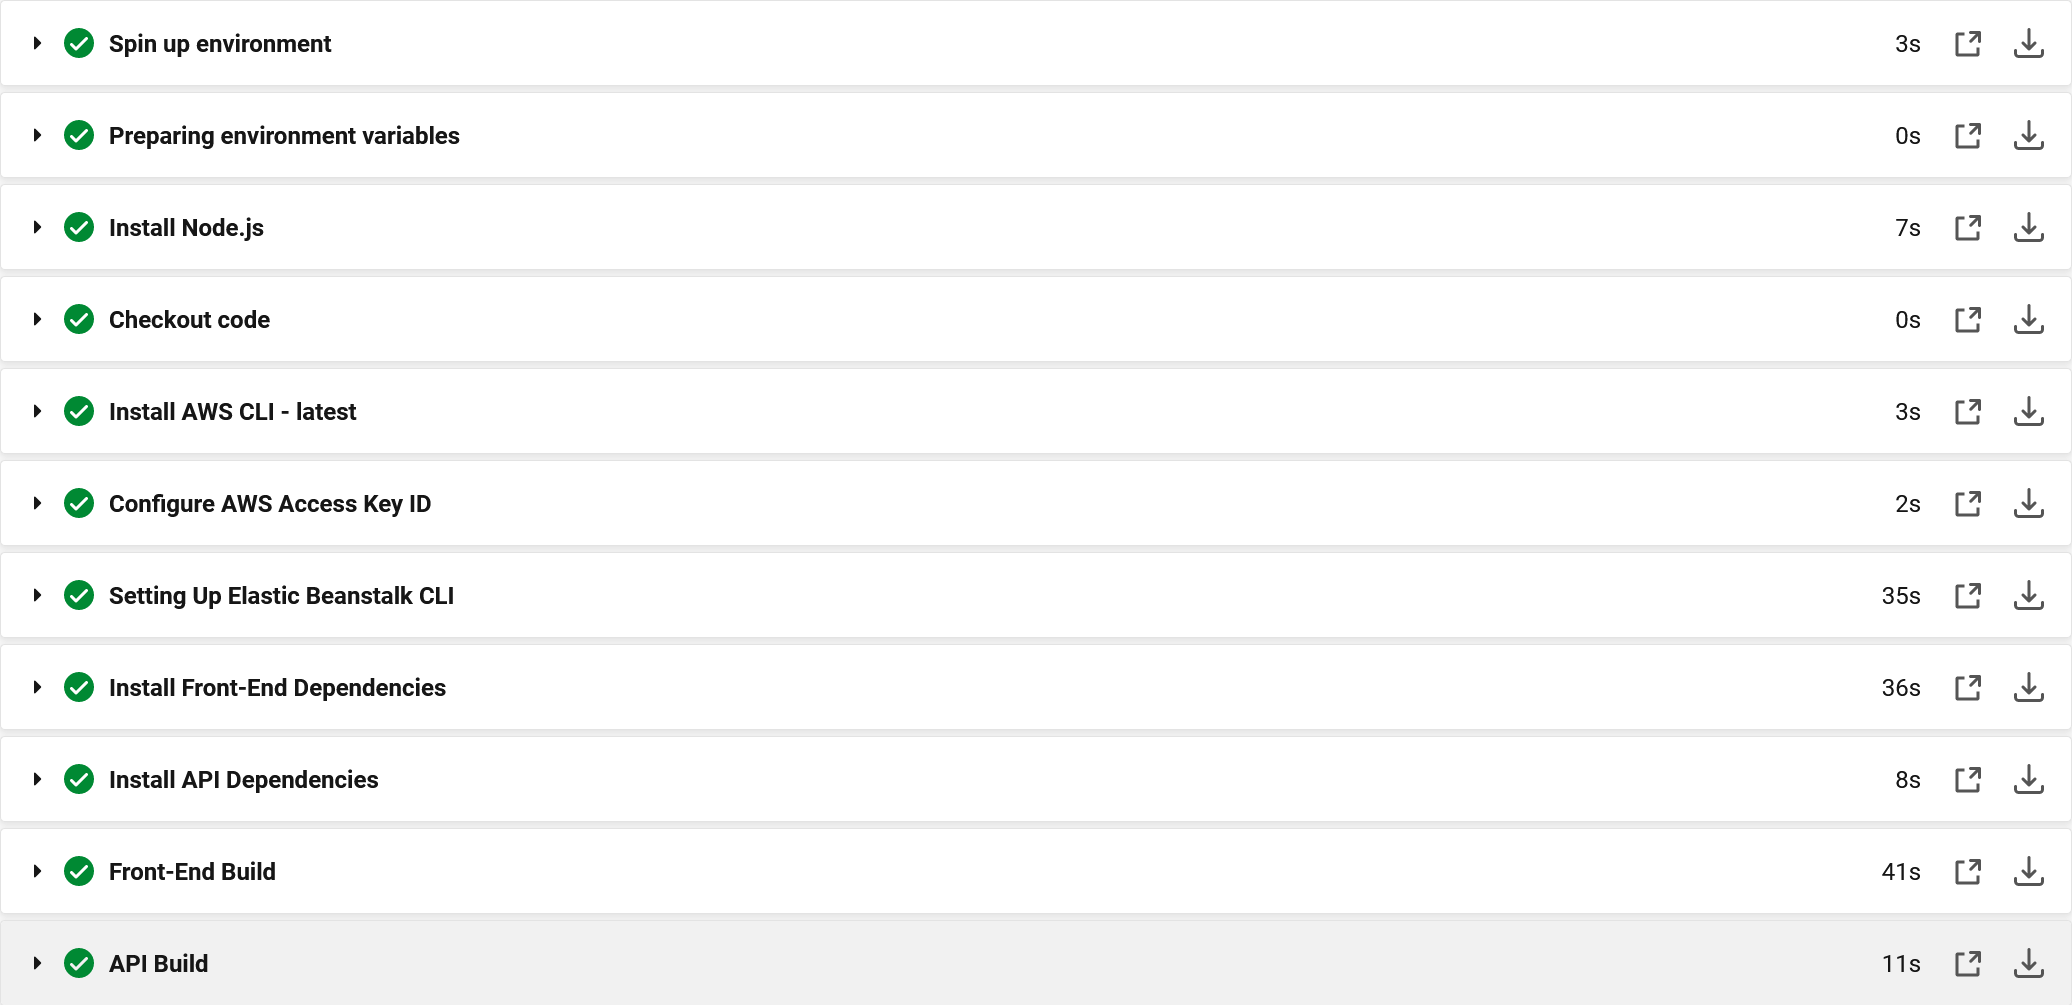 Spin up environment 3s
Preparing environment variables 0s
Install Node.js 7s
Checkout code 0s
Install AWS CLI - latest 3s
Configure AWS Access Key ID 2s
Setting Up Elastic Beanstalk CLI 35s
Install Front-End Dependencies 36s
Install API Dependencies 8s
Front-End Build 41s
API Build 11s